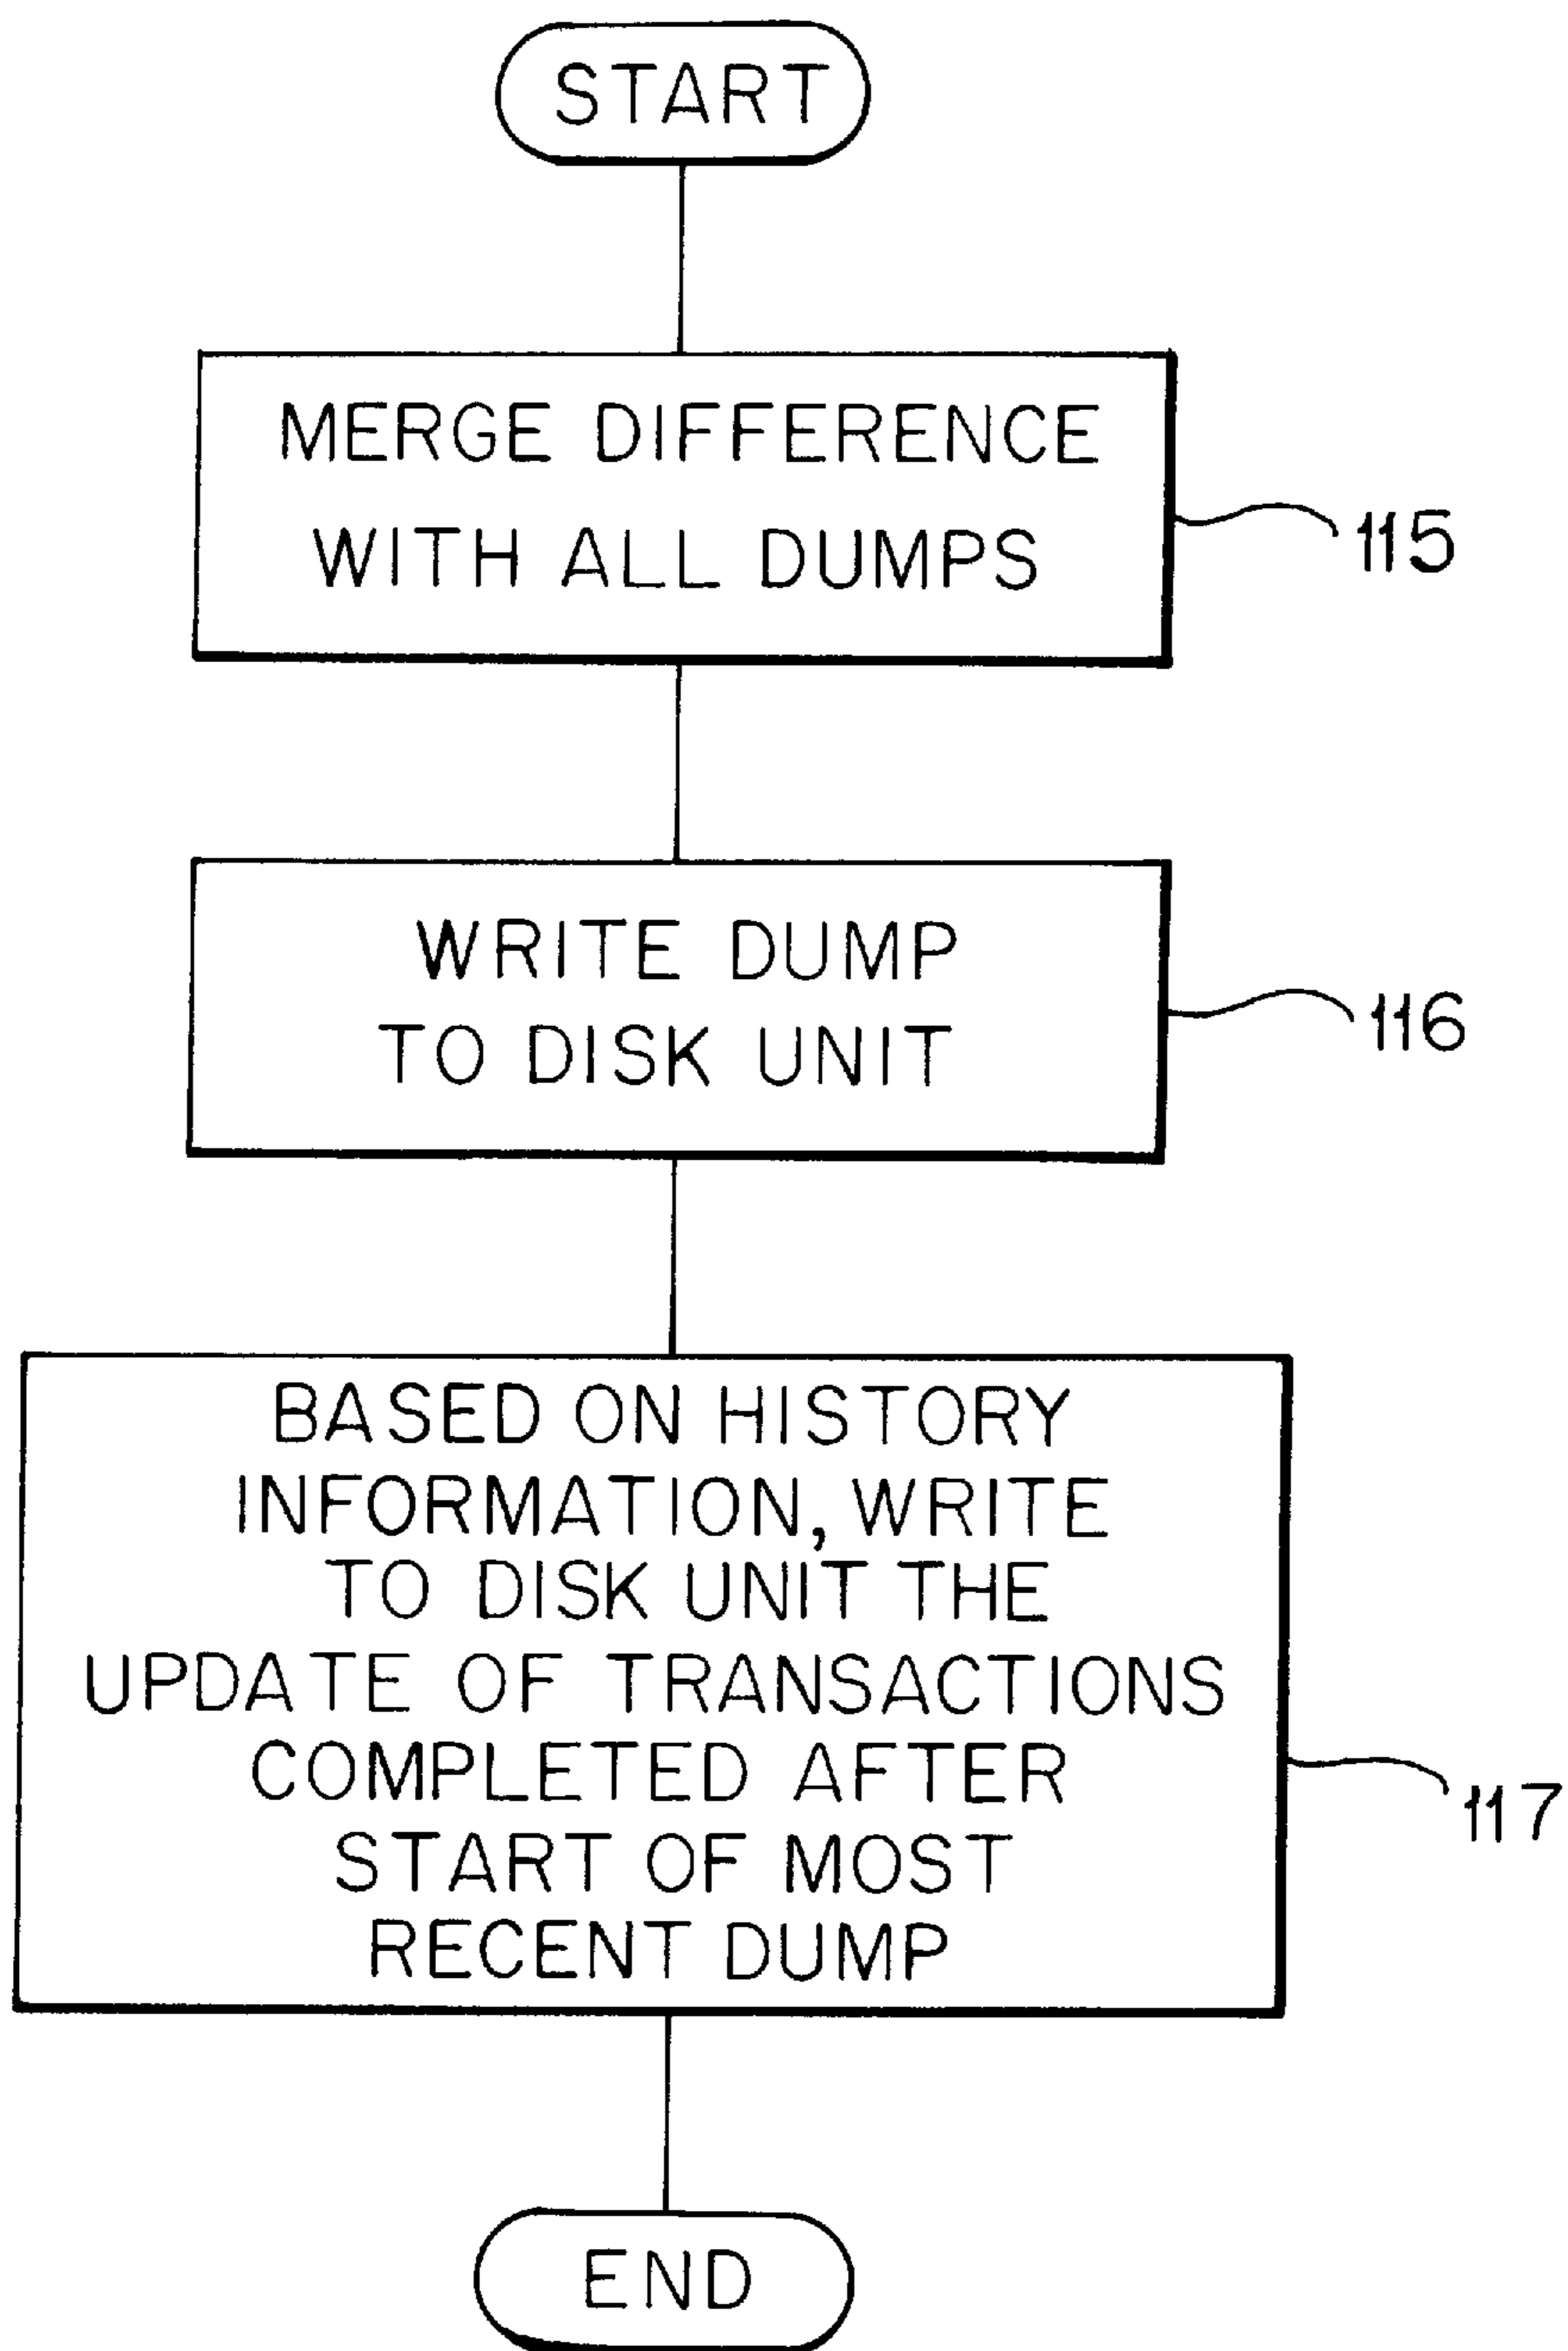 START
MERGE DIFFERENCE
WITH ALL DUMPS
115
WRITE DUMP
TO DISK UNIT
116
BASED ON HISTORY
INFORMATION, WRITE
TO DISK UNIT THE
UPDATE OF TRANSACTIONS
COMPLETED AFTER
START OF MOST
RECENT DUMP
117
END